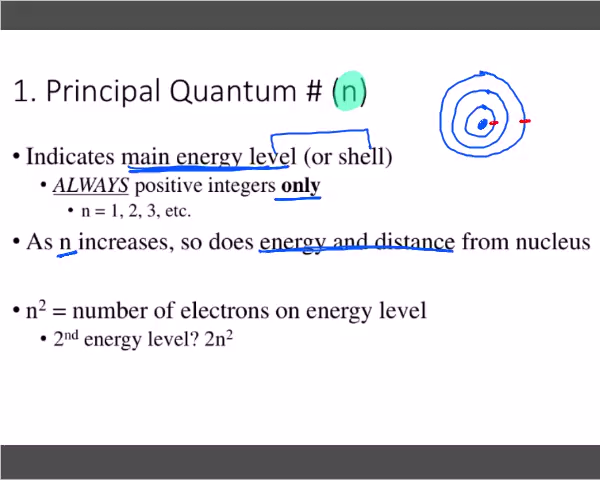 1. Principal Quantum # (n)
• Indicates main energy level (or shell)
• ALWAYS positive integers only
• n = 1, 2, 3, etc.
• As n increases, so does energy and distance from nucleus
• n² = number of electrons on energy level
• 2nd energy level? 2n²